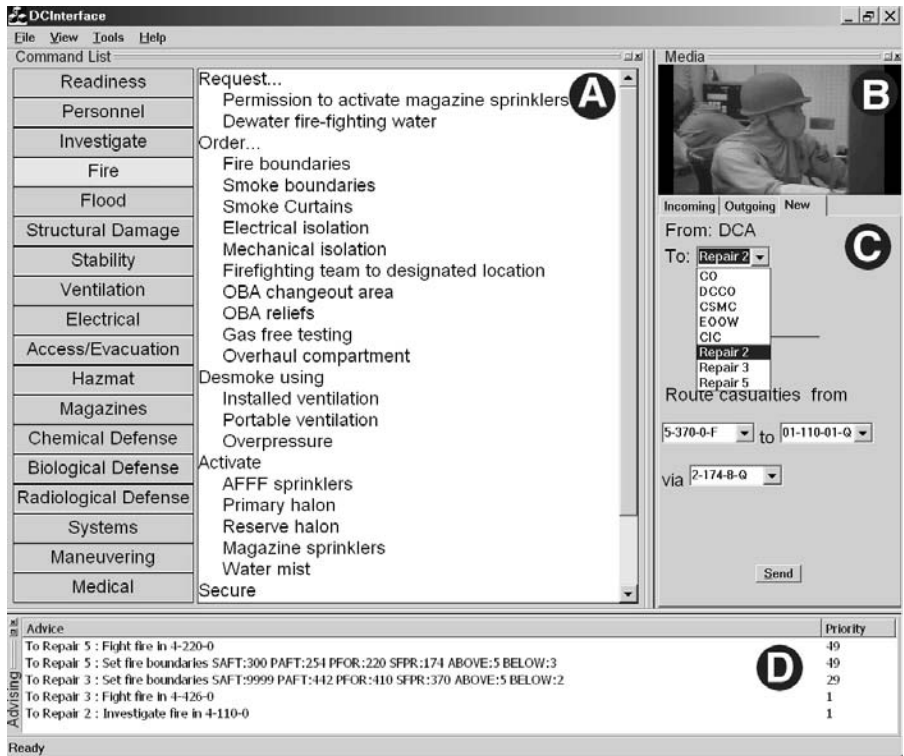 DCInterface
File View Tools Help
Command List
Readiness
Personnel
Investigate
Fire
Flood
Structural Damage
Stability
Ventilation
Electrical
Access/Evacuation
Hazmat
Magazines
Chemical Defense
Biological Defense
Radiological Defense
Systems
Maneuvering
Medical
A
Request...
Permission to activate magazine sprinklers
Dewater fire-fighting water
Order...
Fire boundaries
Smoke boundaries
Smoke Curtains
Electrical isolation
Mechanical isolation
Firefighting team to designated location
OBA changeout area
OBA reliefs
Gas free testing
Overhaul compartment
Desmoke using
Installed ventilation
Portable ventilation
Overpressure
Activate
AFFF sprinklers
Primary halon
Reserve halon
Magazine sprinklers
Water mist
Secure
Media
B
Incoming Outgoing New
C
From: DCA
To: Repair 2
CO
DCCO
CSMC
EOOW
CIC
Repair 2
Repair 3
Repair 5
Route casualties from
5-370-0-F to 01-110-01-Q
via 2-174-8-Q
Send
Advising
Advice Priority
D
To Repair 5 : Fight fire in 4-220-0 49
To Repair 5 : Set fire boundaries SAFT:300 PAFT:254 PFOR:220 SFPR:174 ABOVE:5 BELOW:3 49
To Repair 3 : Set fire boundaries SAFT:9999 PAFT:442 PFOR:410 SFPR:370 ABOVE:5 BELOW:2 29
To Repair 3 : Fight fire in 4-426-0 1
To Repair 2 : Investigate fire in 4-110-0 1
Ready